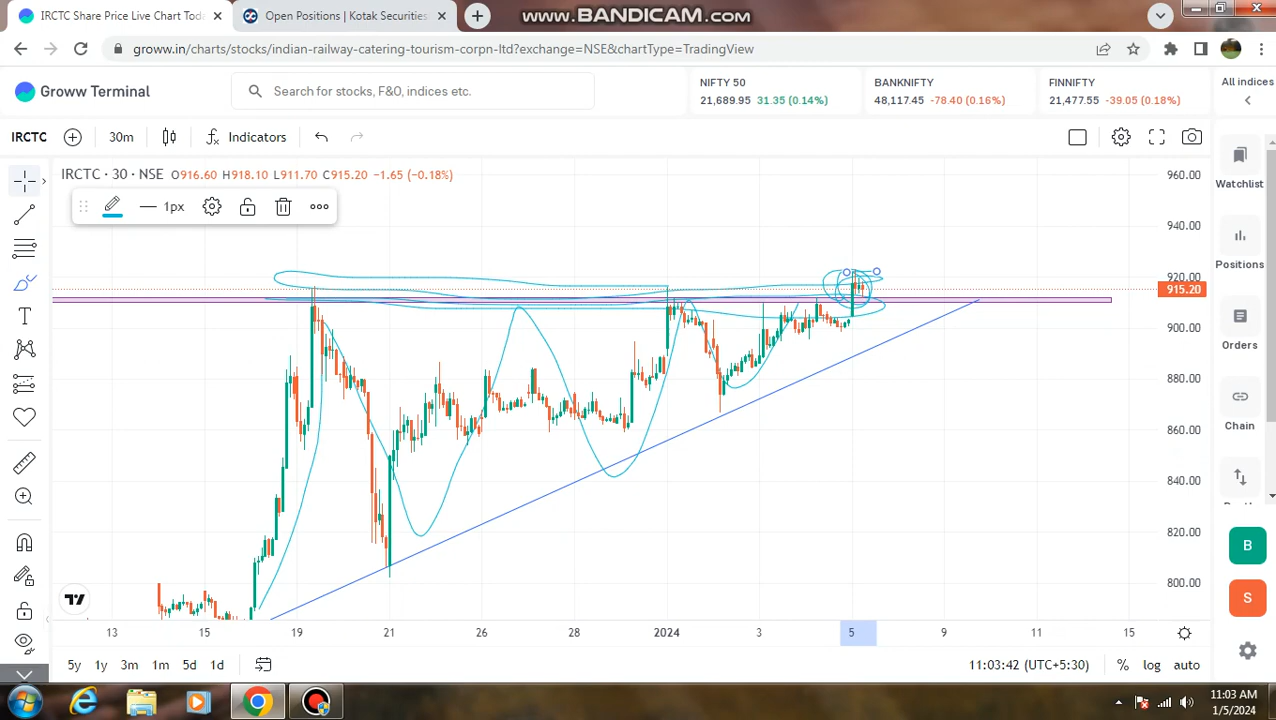 IRCTC Share Price Live Chart Toda
Open Positions | Kotak Securities
www.BANDICAM.com
groww.in/charts/stocks/indian-railway-catering-tourism-corpn-ltd?exchange=NSE&chartType=TradingView
Groww Terminal
Search for stocks, F&O, indices etc.
NIFTY 50
21,689.95 31.35 (0.14%)
BANKNIFTY
48,117.45 -78.40 (0.16%)
FINNIFTY
21,477.55 -39.05 (0.18%)
All indices
IRCTC
30m
Indicators
IRCTC · 30 · NSE O916.60 H918.10 L911.70 C915.20 −1.65 (−0.18%)
1px
960.00
940.00
920.00
915.20
900.00
880.00
860.00
840.00
820.00
800.00
Watchlist
Positions
Orders
Chain
B
S
13 15 19 21 26 28 2024 3 5 9 11 15
5y 1y 3m 1m 5d 1d
11:03:42 (UTC+5:30)
% log auto
11:03 AM
1/5/2024